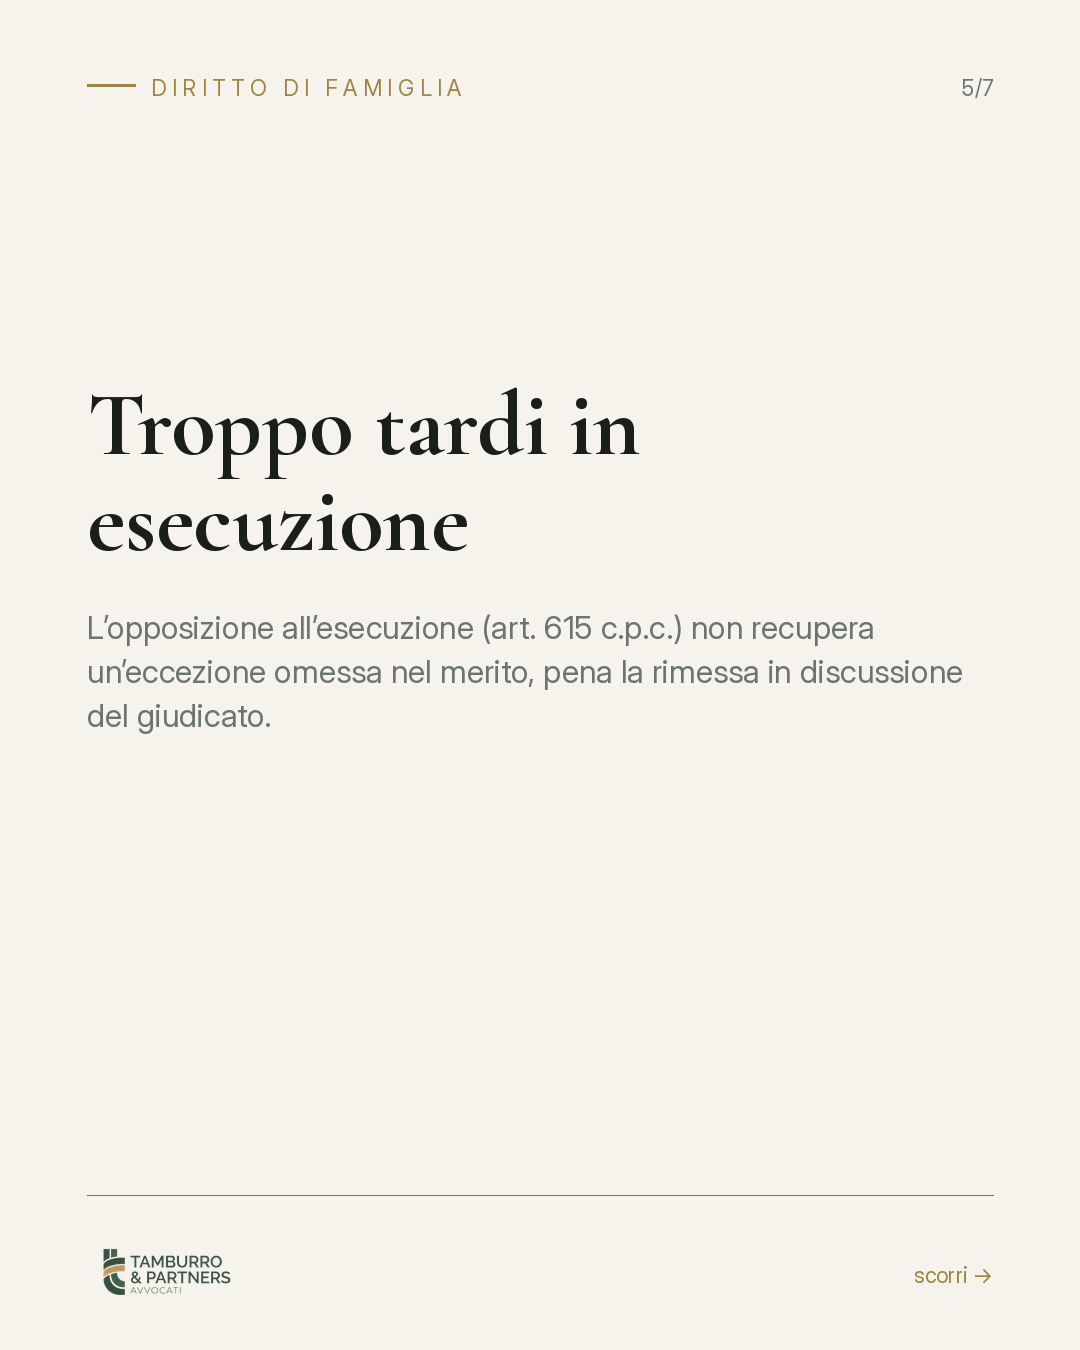 DIRITTO DI FAMIGLIA
5/7
Troppo tardi in
esecuzione
L’opposizione all’esecuzione (art. 615 c.p.c.) non recupera
un’eccezione omessa nel merito, pena la rimessa in discussione
del giudicato.
TAMBURRO
& PARTNERS
AVVOCATI
scorri →